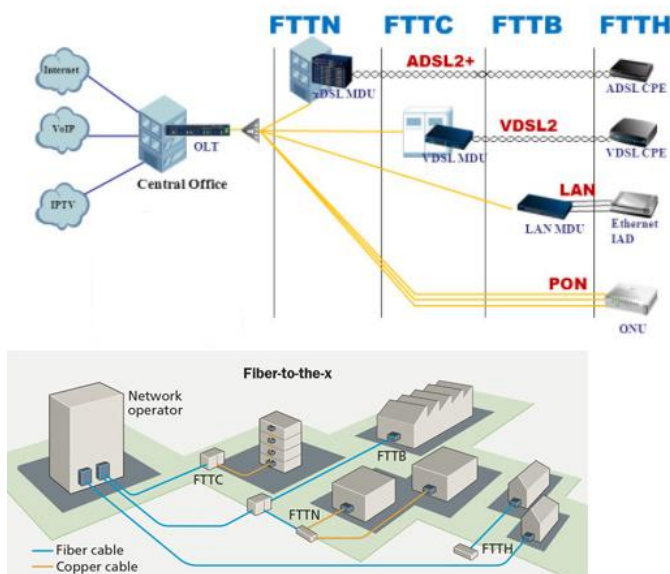 FTTN FTTC FTTB FTTH
ADSL2+
Internet
xDSL MDU
ADSL CPE
VoIP
VDSL2
OLT
VDSL MDU
VDSL CPE
Central Office
LAN
IPTV
LAN MDU
Ethernet
IAD
PON
ONU
Fiber-to-the-x
Network
operator
FTTB
FTTC
FTTN
FTTH
Fiber cable
Copper cable